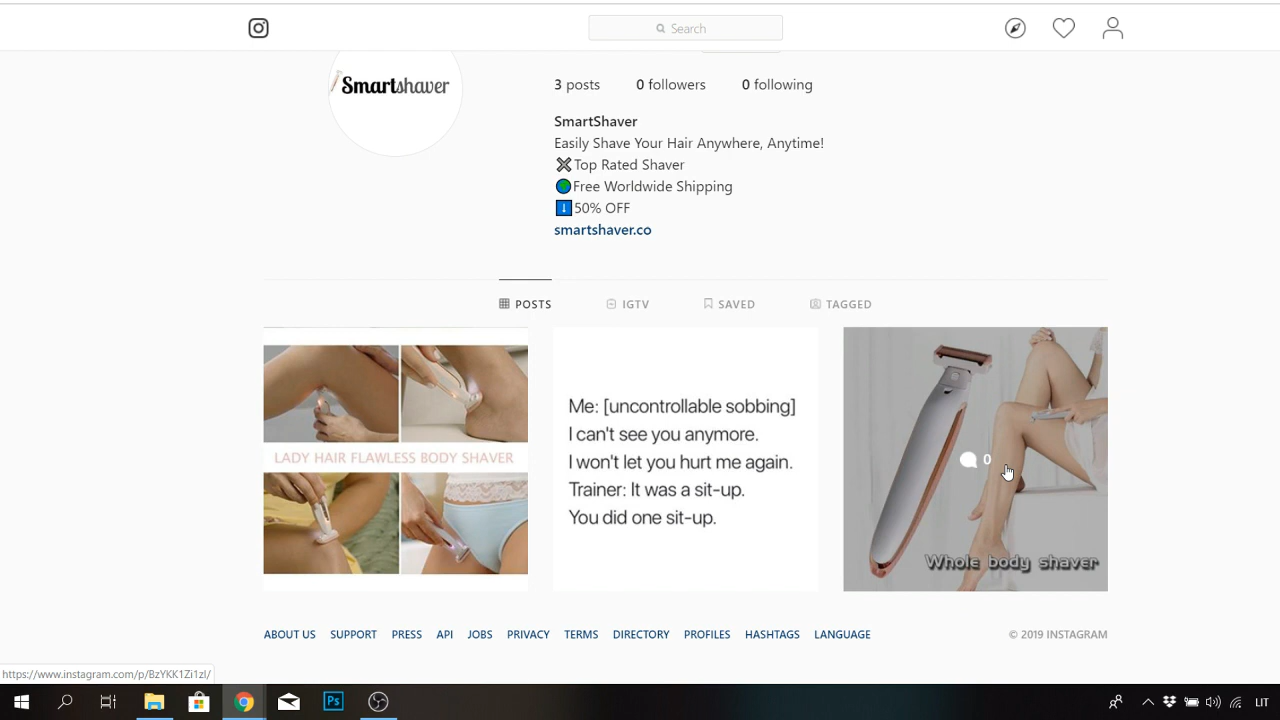 Search
Smartshaver
3 posts 0 followers 0 following
SmartShaver
Easily Shave Your Hair Anywhere, Anytime!
Top Rated Shaver
Free Worldwide Shipping
50% OFF
smartshaver.co
POSTS IGTV SAVED TAGGED
LADY HAIR FLAWLESS BODY SHAVER
Me: [uncontrollable sobbing]
I can't see you anymore.
I won't let you hurt me again.
Trainer: It was a sit-up.
You did one sit-up.
0
Whole body shaver
ABOUT US SUPPORT PRESS API JOBS PRIVACY TERMS DIRECTORY PROFILES HASHTAGS LANGUAGE © 2019 INSTAGRAM
https://www.instagram.com/p/BzYKK1Zi1zl/
Ps LIT